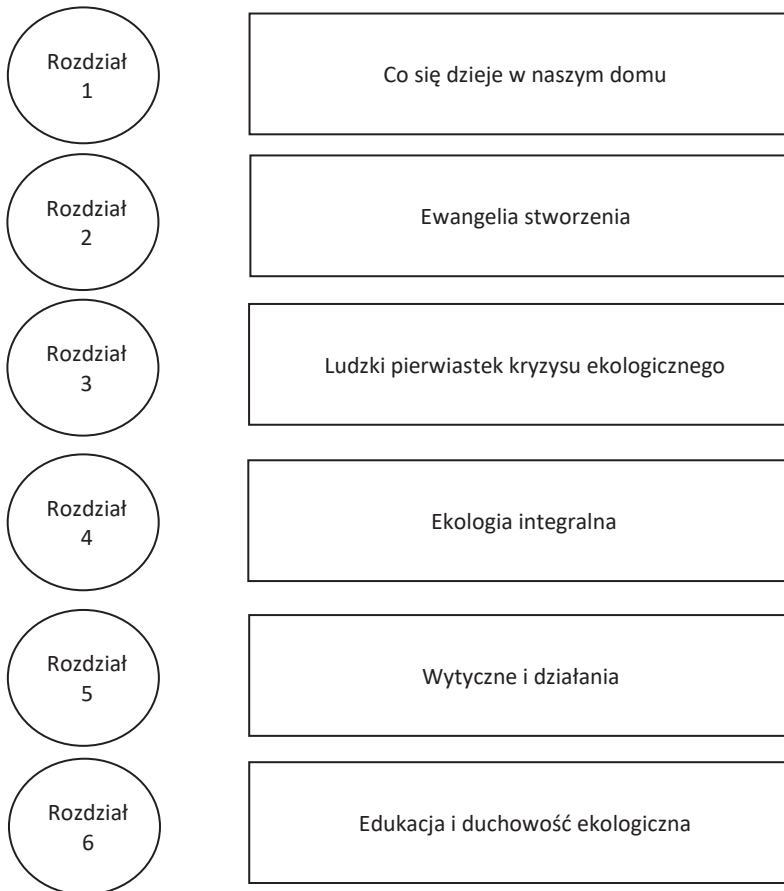 Rozdział
1
Co się dzieje w naszym domu
Rozdział
2
Ewangelia stworzenia
Rozdział
3
Ludzki pierwiastek kryzysu ekologicznego
Rozdział
4
Ekologia integralna
Rozdział
5
Wytyczne i działania
Rozdział
6
Edukacja i duchowość ekologiczna